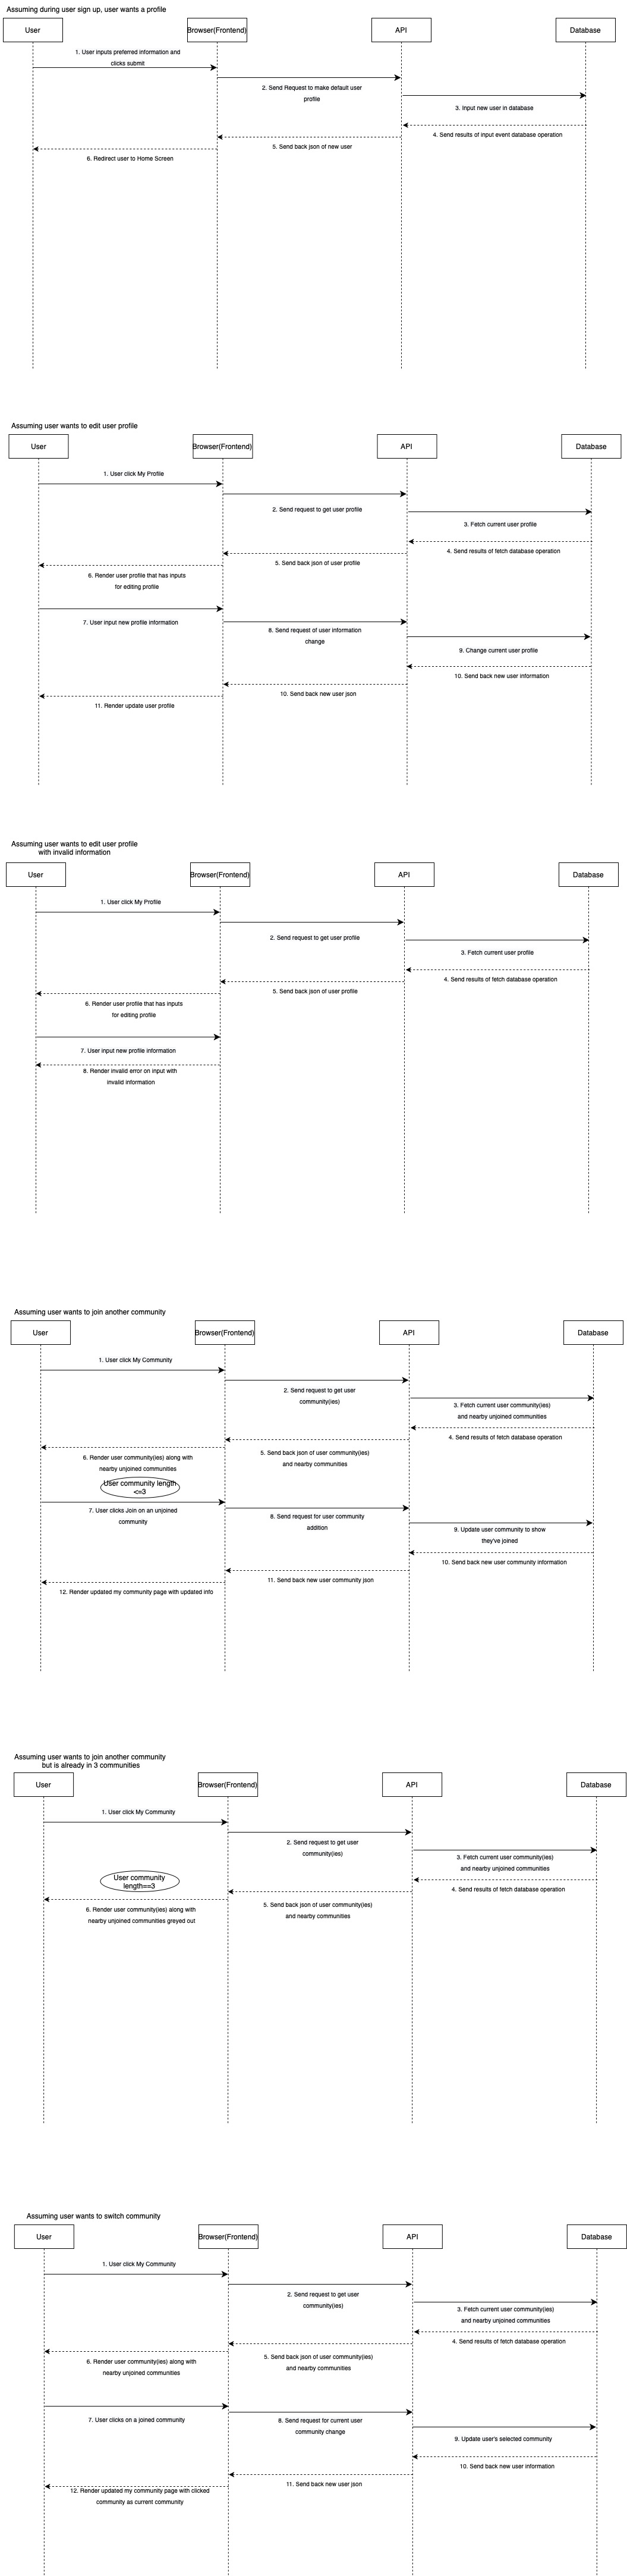 Assuming during user sign up, user wants a profile
User
Browser(Frontend)
API
Database
1. User inputs preferred information and
clicks submit
2. Send Request to make default user
profile
3. Input new user in database
4. Send results of input event database operation
5. Send back json of new user
6. Redirect user to Home Screen
Assuming user wants to edit user profile
User
Browser(Frontend)
API
Database
1. User click My Profile
2. Send request to get user profile
3. Fetch current user profile
4. Send results of fetch database operation
5. Send back json of user profile
6. Render user profile that has inputs
for editing profile
7. User input new profile information
8. Send request of user information
change
9. Change current user profile
10. Send back new user information
10. Send back new user json
11. Render update user profile
Assuming user wants to edit user profile
with invalid information
User
Browser(Frontend)
API
Database
1. User click My Profile
2. Send request to get user profile
3. Fetch current user profile
4. Send results of fetch database operation
5. Send back json of user profile
6. Render user profile that has inputs
for editing profile
7. User input new profile information
8. Render invalid error on input with
invalid information
Assuming user wants to join another community
User
Browser(Frontend)
API
Database
1. User click My Community
2. Send request to get user
community(ies)
3. Fetch current user community(ies)
and nearby unjoined communities
4. Send results of fetch database operation
5. Send back json of user community(ies)
and nearby communities
6. Render user community(ies) along with
nearby unjoined communities
User community length
<=3
7. User clicks Join on an unjoined
community
8. Send request for user community
addition
9. Update user community to show
they've joined
10. Send back new user community information
11. Send back new user community json
12. Render updated my community page with updated info
Assuming user wants to join another community
but is already in 3 communities
User
Browser(Frontend)
API
Database
1. User click My Community
2. Send request to get user
community(ies)
3. Fetch current user community(ies)
and nearby unjoined communities
4. Send results of fetch database operation
User community
length==3
5. Send back json of user community(ies)
and nearby communities
6. Render user community(ies) along with
nearby unjoined communities greyed out
Assuming user wants to switch community
User
Browser(Frontend)
API
Database
1. User click My Community
2. Send request to get user
community(ies)
3. Fetch current user community(ies)
and nearby unjoined communities
4. Send results of fetch database operation
5. Send back json of user community(ies)
and nearby communities
6. Render user community(ies) along with
nearby unjoined communities
7. User clicks on a joined community
8. Send request for current user
community change
9. Update user's selected community
10. Send back new user information
11. Send back new user json
12. Render updated my community page with clicked
community as current community